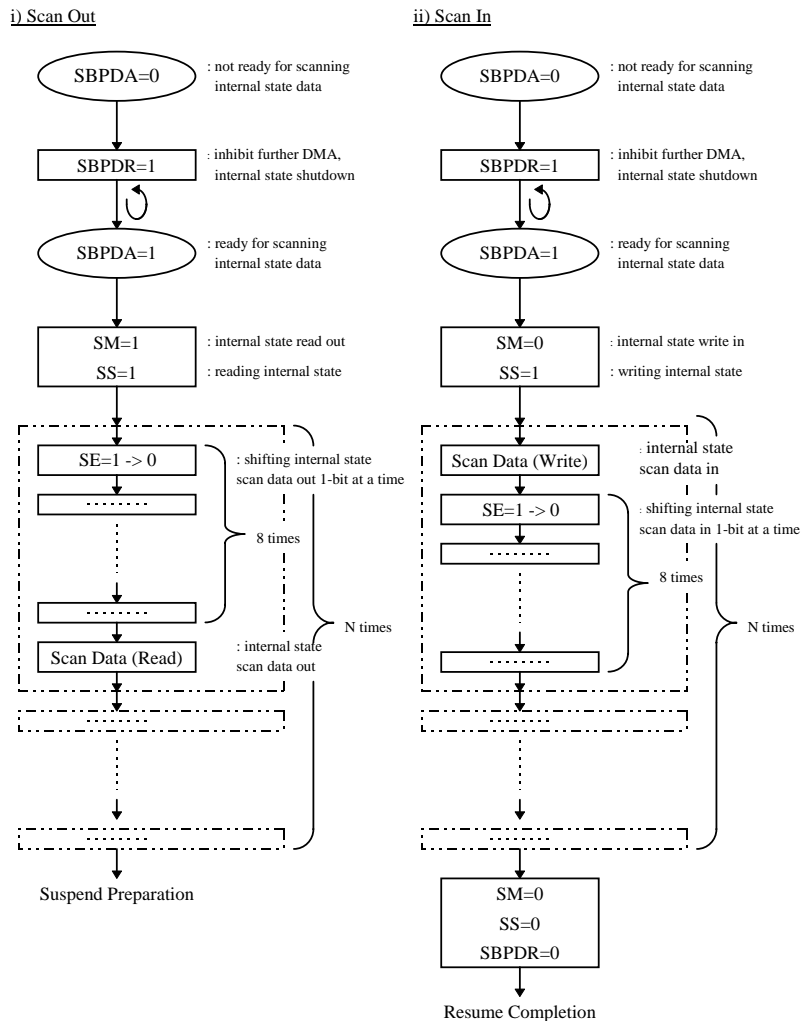 i) Scan Out
SBPDA=0
: not ready for scanning
internal state data
SBPDR=1
: inhibit further DMA,
internal state shutdown
SBPDA=1
: ready for scanning
internal state data
SM=1
: internal state read out
SS=1
: reading internal state
SE=1 -> 0
: shifting internal state
scan data out 1-bit at a time
8 times
Scan Data (Read)
: internal state
scan data out
N times
Suspend Preparation
ii) Scan In
SBPDA=0
: not ready for scanning
internal state data
SBPDR=1
: inhibit further DMA,
internal state shutdown
SBPDA=1
: ready for scanning
internal state data
SM=0
: internal state write in
SS=1
: writing internal state
Scan Data (Write)
: internal state
scan data in
SE=1 -> 0
: shifting internal state
scan data in 1-bit at a time
8 times
N times
SM=0
SS=0
SBPDR=0
Resume Completion